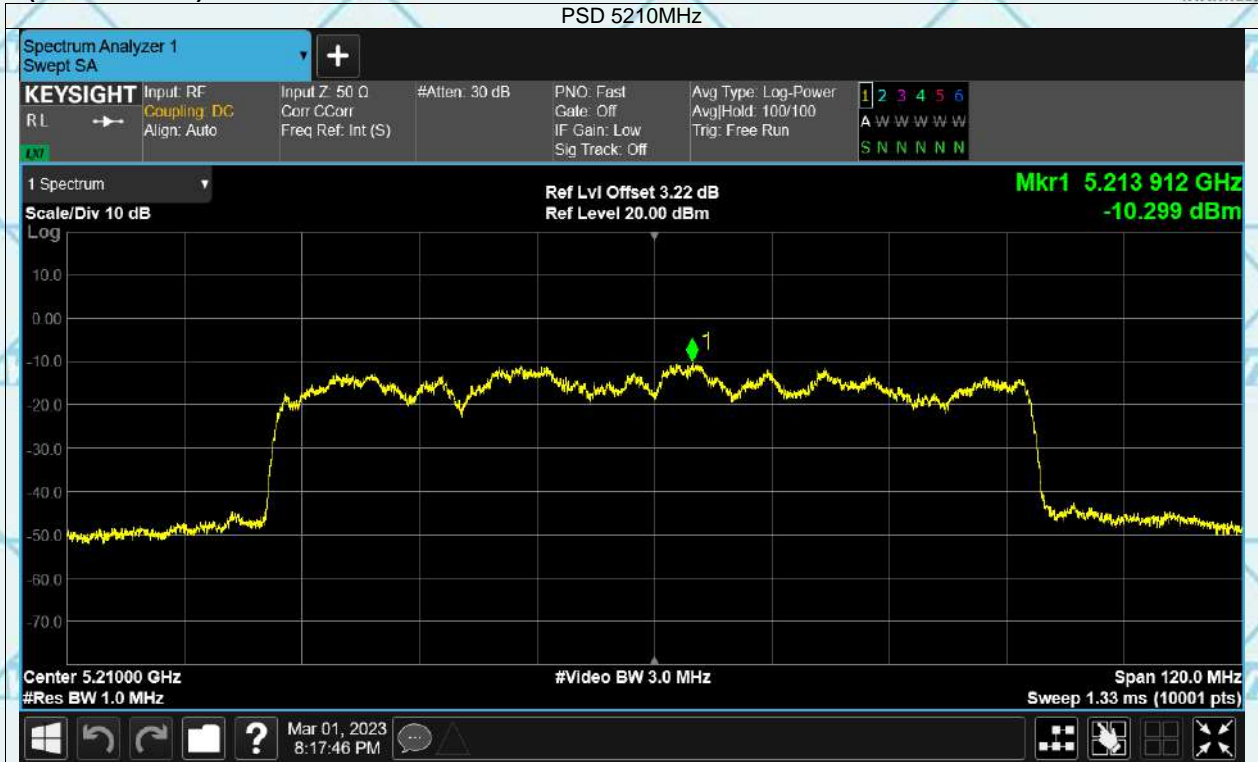 PSD 5210MHz
Spectrum Analyzer 1
Swept SA
KEYSIGHT
RL
LXI
Input: RF
Coupling: DC
Align: Auto
Input Z: 50 Ω
Corr CCorr
Freq Ref: Int (S)
#Atten: 30 dB
PNO: Fast
Gate: Off
IF Gain: Low
Sig Track: Off
Avg Type: Log-Power
Avg|Hold: 100/100
Trig: Free Run
1 2 3 4 5 6
A W W W W W
S N N N N N
1 Spectrum
Scale/Div 10 dB
Log
Ref Lvl Offset 3.22 dB
Ref Level 20.00 dBm
Mkr1 5.213 912 GHz
-10.299 dBm
10.0
0.00
-10.0
-20.0
-30.0
-40.0
-50.0
-60.0
-70.0
1
Center 5.21000 GHz
#Res BW 1.0 MHz
#Video BW 3.0 MHz
Span 120.0 MHz
Sweep 1.33 ms (10001 pts)
?
Mar 01, 2023
8:17:46 PM